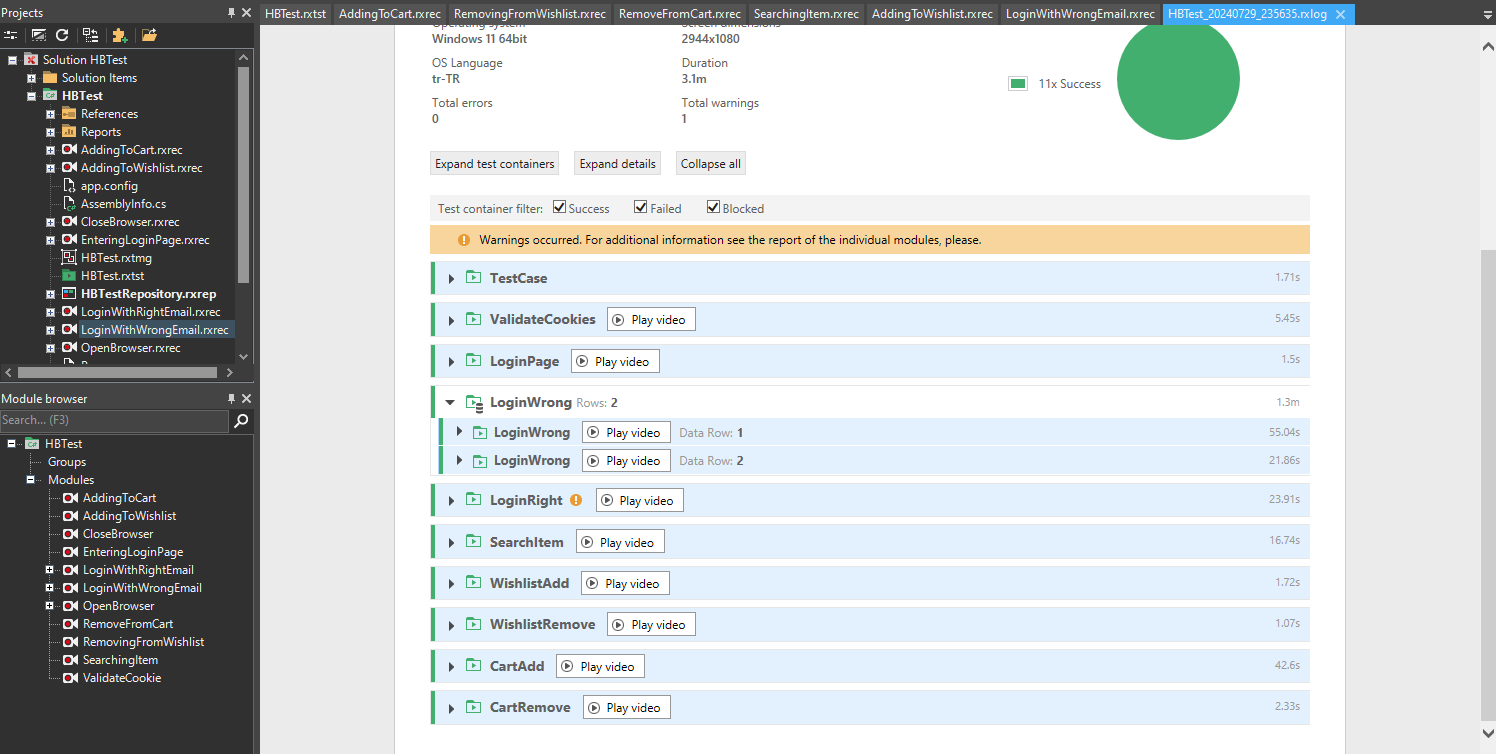 Projects
HBTest.rxtst
AddingToCart.rxrec
RemovingFromWishlist.rxrec
RemoveFromCart.rxrec
SearchingItem.rxrec
AddingToWishlist.rxrec
LoginWithWrongEmail.rxrec
HBTest_20240729_235635.rxlog
Solution HBTest
Solution Items
HBTest
References
Reports
AddingToCart.rxrec
AddingToWishlist.rxrec
app.config
AssemblyInfo.cs
CloseBrowser.rxrec
EnteringLoginPage.rxrec
HBTest.rxtmg
HBTest.rxtst
HBTestRepository.rxrep
LoginWithRightEmail.rxrec
LoginWithWrongEmail.rxrec
OpenBrowser.rxrec
Module browser
Search... (F3)
HBTest
Groups
Modules
AddingToCart
AddingToWishlist
CloseBrowser
EnteringLoginPage
LoginWithRightEmail
LoginWithWrongEmail
OpenBrowser
RemoveFromCart
RemovingFromWishlist
SearchingItem
ValidateCookie
Operating system Screen dimensions
Windows 11 64bit 2944x1080
OS Language Duration
tr-TR 3.1m
Total errors Total warnings
0 1
11x Success
Expand test containers Expand details Collapse all
Test container filter: Success Failed Blocked
Warnings occurred. For additional information see the report of the individual modules, please.
TestCase 1.71s
ValidateCookies Play video 5.45s
LoginPage Play video 1.5s
LoginWrong Rows: 2 1.3m
LoginWrong Play video Data Row: 1 55.04s
LoginWrong Play video Data Row: 2 21.86s
LoginRight Play video 23.91s
SearchItem Play video 16.74s
WishlistAdd Play video 1.72s
WishlistRemove Play video 1.07s
CartAdd Play video 42.6s
CartRemove Play video 2.33s